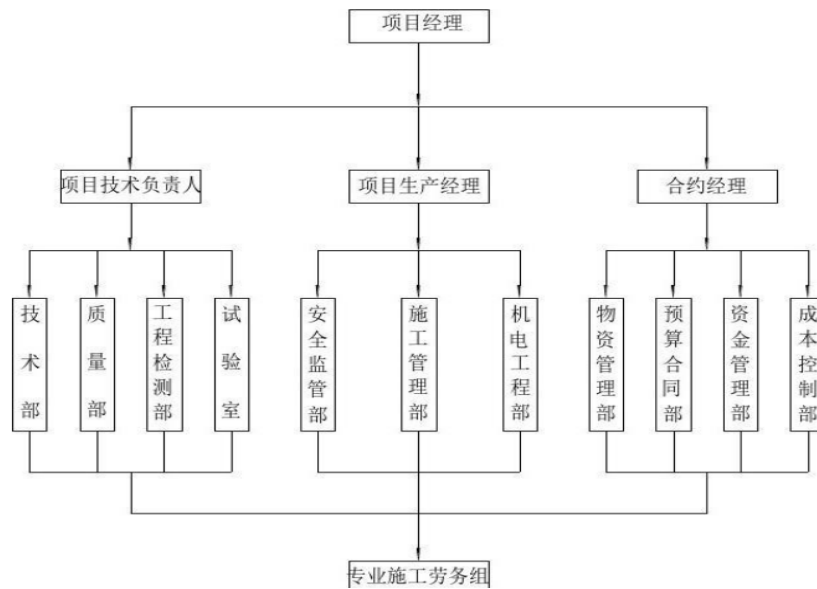 项目经理
项目技术负责人
项目生产经理
合约经理
技术部
质量部
工程检测部
试验室
安全监管部
施工管理部
机电工程部
物资管理部
预算合同部
资金管理部
成本控制部
专业施工劳务组